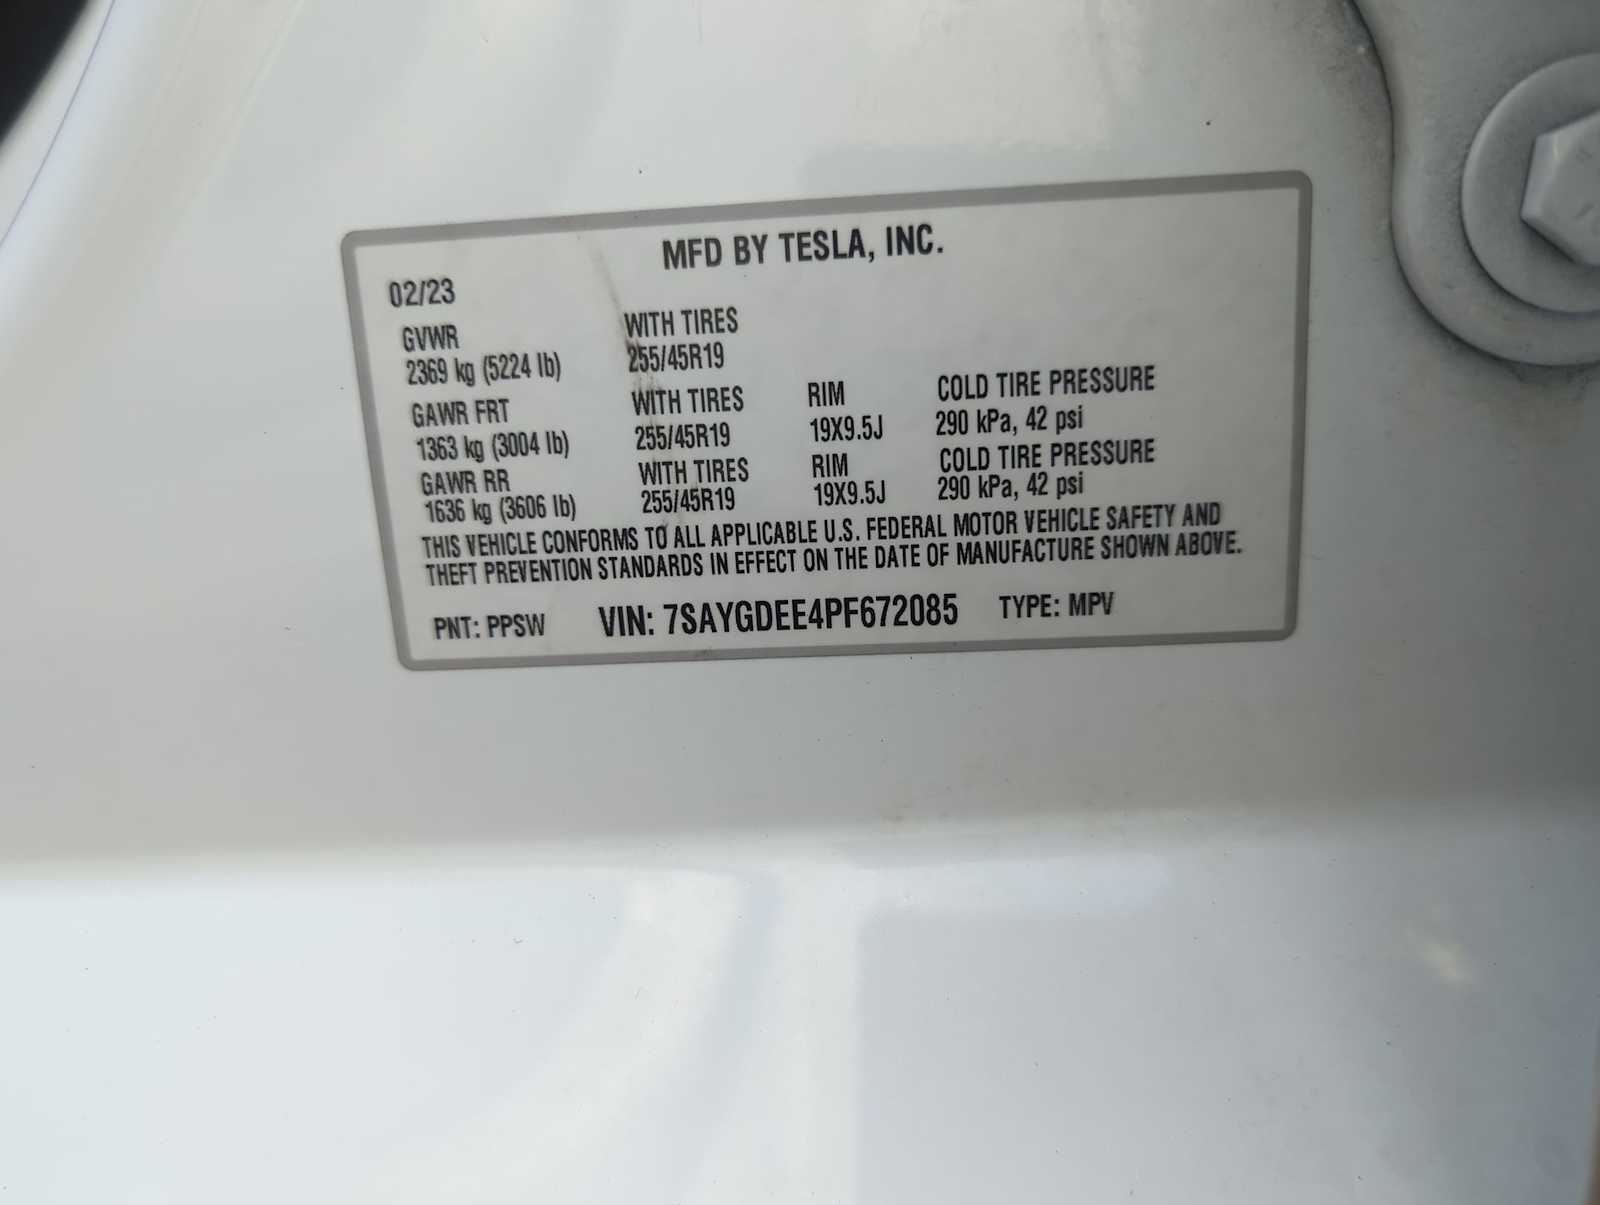 MFD BY TESLA, INC.
02/23
GVWR WITH TIRES
2369 kg (5224 lb) 255/45R19
GAWR FRT WITH TIRES RIM COLD TIRE PRESSURE
1363 kg (3004 lb) 255/45R19 19X9.5J 290 kPa, 42 psi
GAWR RR WITH TIRES RIM COLD TIRE PRESSURE
1636 kg (3606 lb) 255/45R19 19X9.5J 290 kPa, 42 psi
THIS VEHICLE CONFORMS TO ALL APPLICABLE U.S. FEDERAL MOTOR VEHICLE SAFETY AND
THEFT PREVENTION STANDARDS IN EFFECT ON THE DATE OF MANUFACTURE SHOWN ABOVE.
PNT: PPSW VIN: 7SAYGDEE4PF672085 TYPE: MPV